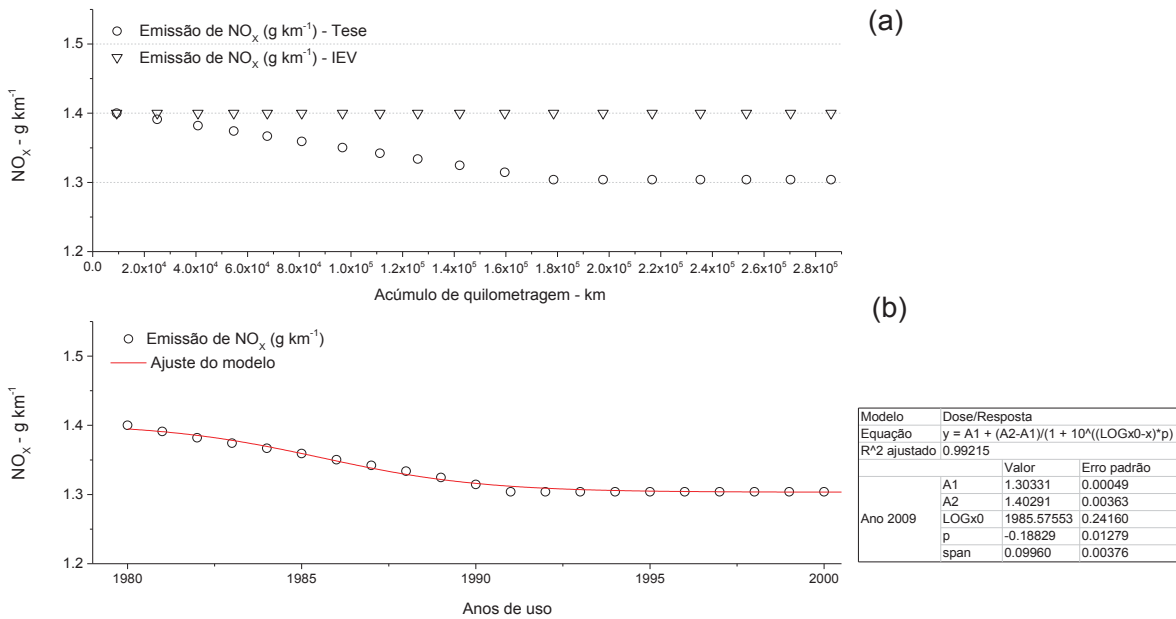 (a)
Emissão de NOX (g km-1) - Tese
Emissão de NOX (g km-1) - IEV
NOX - g km-1
1.5
1.4
1.3
1.2
0.0 2.0x10^4 4.0x10^4 6.0x10^4 8.0x10^4 1.0x10^5 1.2x10^5 1.4x10^5 1.6x10^5 1.8x10^5 2.0x10^5 2.2x10^5 2.4x10^5 2.6x10^5 2.8x10^5
Acúmulo de quilometragem - km
(b)
Emissão de NOX (g km-1)
Ajuste do modelo
NOX - g km-1
1.5
1.4
1.3
1.2
1980 1985 1990 1995 2000
Anos de uso
Modelo Dose/Resposta
Equação y = A1 + (A2-A1)/(1 + 10^((LOGx0-x)*p)
R^2 ajustado 0.99215
Valor Erro padrão
Ano 2009
A1 1.30331 0.00049
A2 1.40291 0.00363
LOGx0 1985.57553 0.24160
p -0.18829 0.01279
span 0.09960 0.00376